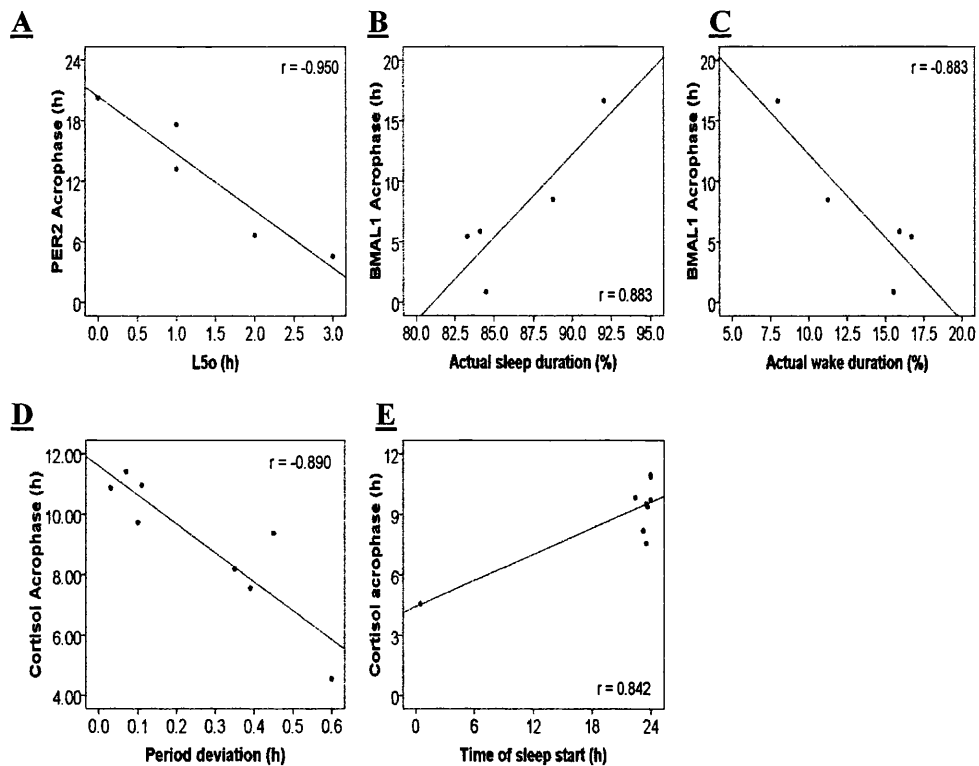 A
B
C
r = -0.950
PER2 Acrophase (h)
24
18
12
6
0
0.0 1.0 2.0 3.0
L5o (h)
r = 0.883
BMAL1 Acrophase (h)
20
15
10
5
0
80.0 82.5 85.0 87.5 90.0 92.5 95.0
Actual sleep duration (%)
r = -0.883
BMAL1 Acrophase (h)
20
15
10
5
0
5.0 7.5 10.0 12.5 15.0 17.5 20.0
Actual wake duration (%)
D
E
r = -0.890
Cortisol Acrophase (h)
12.00
10.00
8.00
6.00
4.00
0.0 0.1 0.2 0.3 0.4 0.5 0.6
Period deviation (h)
r = 0.842
Cortisol acrophase (h)
12
9
6
3
0
0 6 12 18 24
Time of sleep start (h)